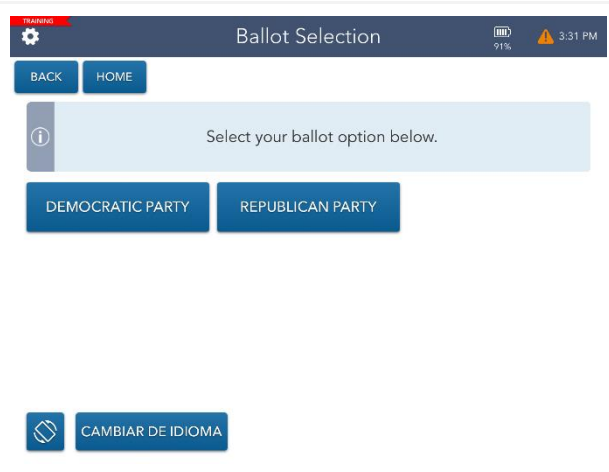 TRAINING
Ballot Selection
91%
3:31 PM
BACK
HOME
Select your ballot option below.
DEMOCRATIC PARTY
REPUBLICAN PARTY
CAMBIAR DE IDIOMA